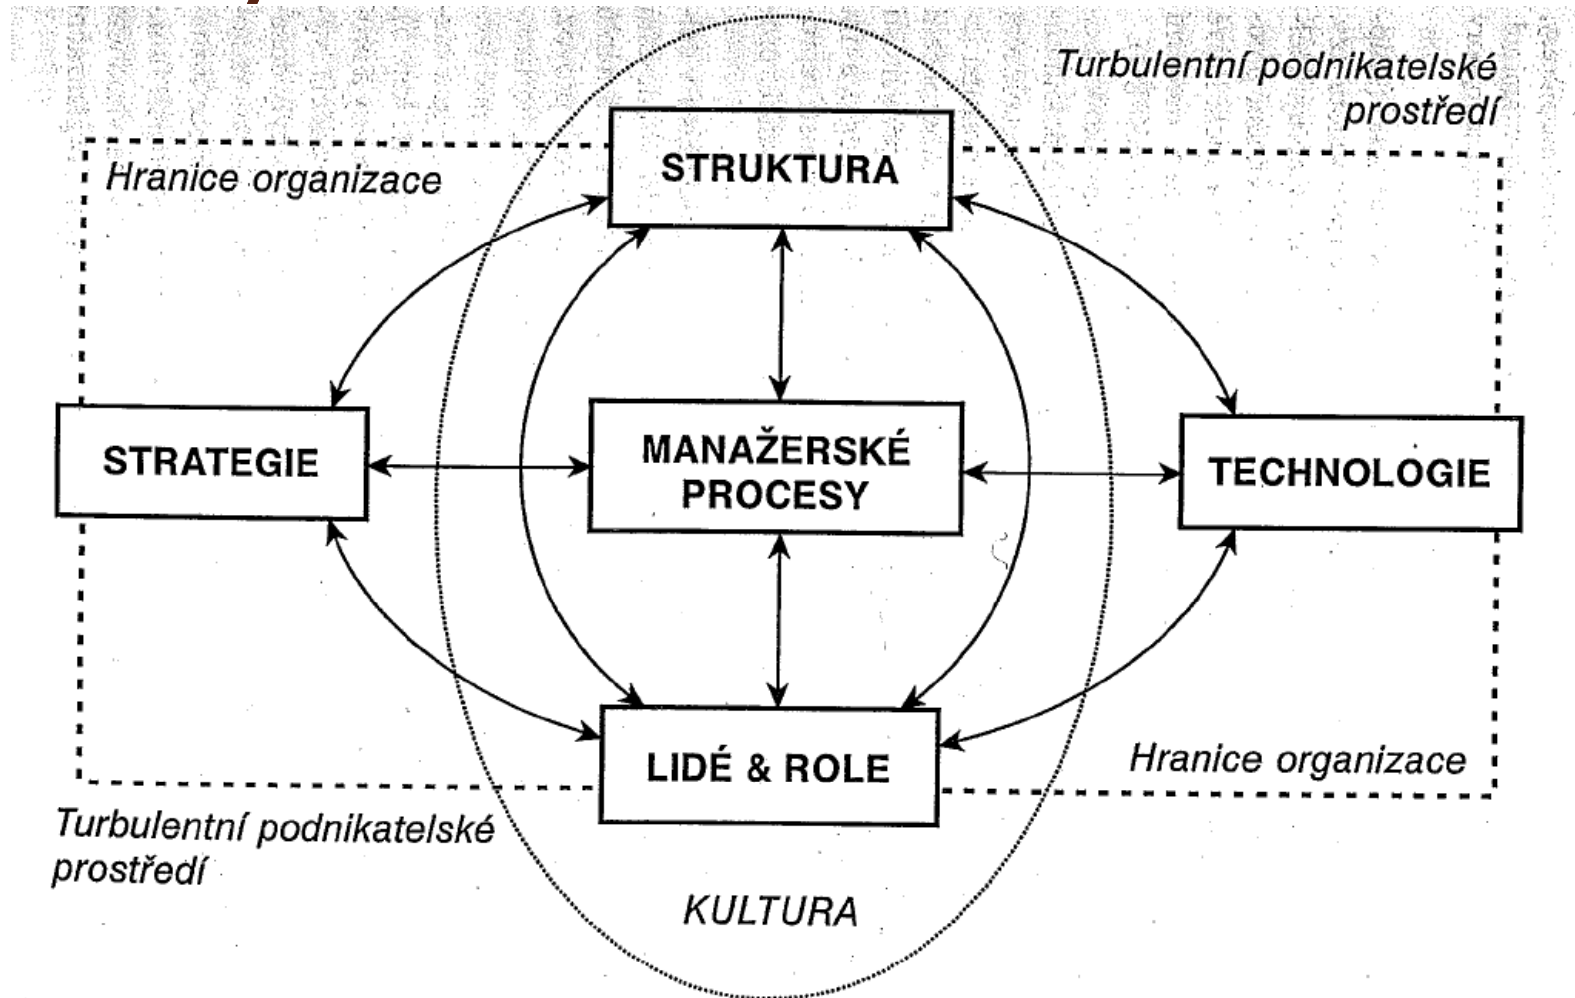 Turbulentní podnikatelské
prostředí
Hranice organizace
STRUKTURA
STRATEGIE
MANAŽERSKÉ
PROCESY
TECHNOLOGIE
LIDÉ & ROLE
Hranice organizace
Turbulentní podnikatelské
prostředí
KULTURA